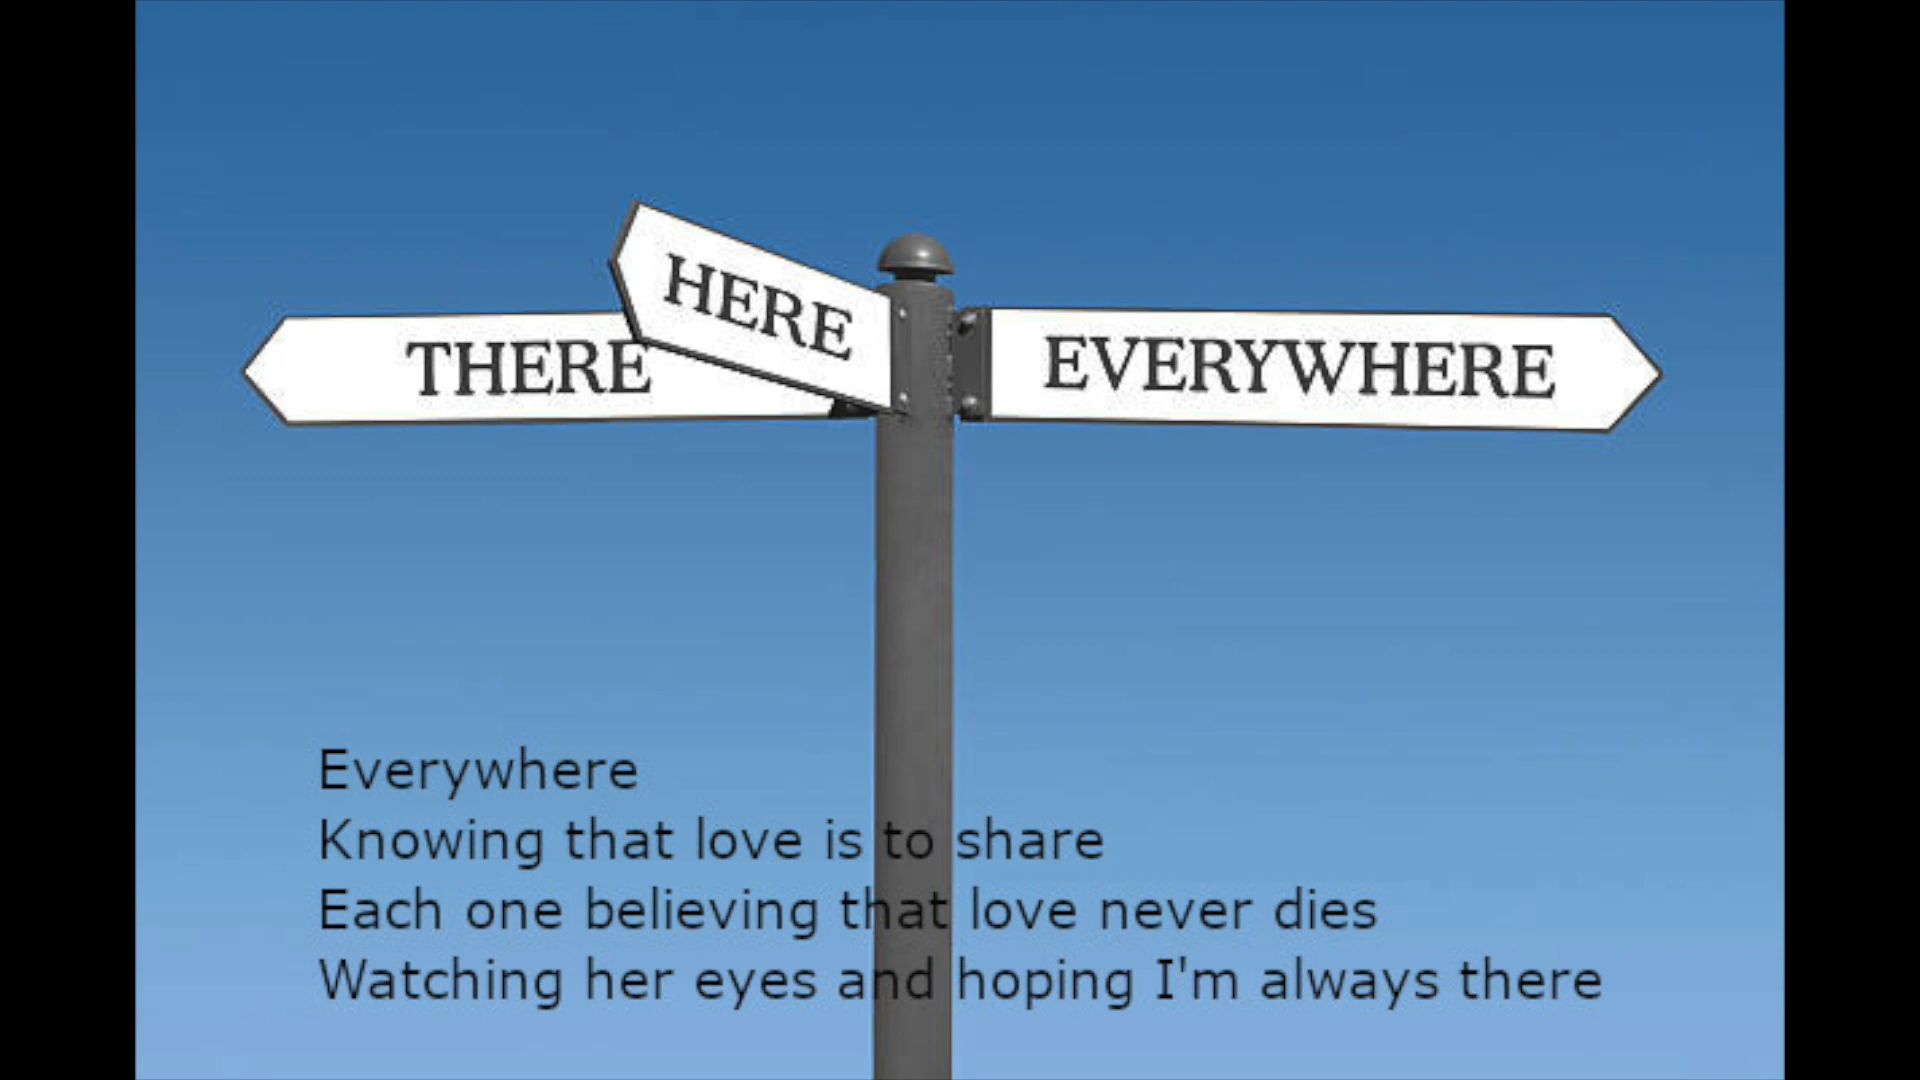 HERE
THERE
EVERYWHERE
Everywhere
Knowing that love is to share
Each one believing that love never dies
Watching her eyes and hoping I'm always there